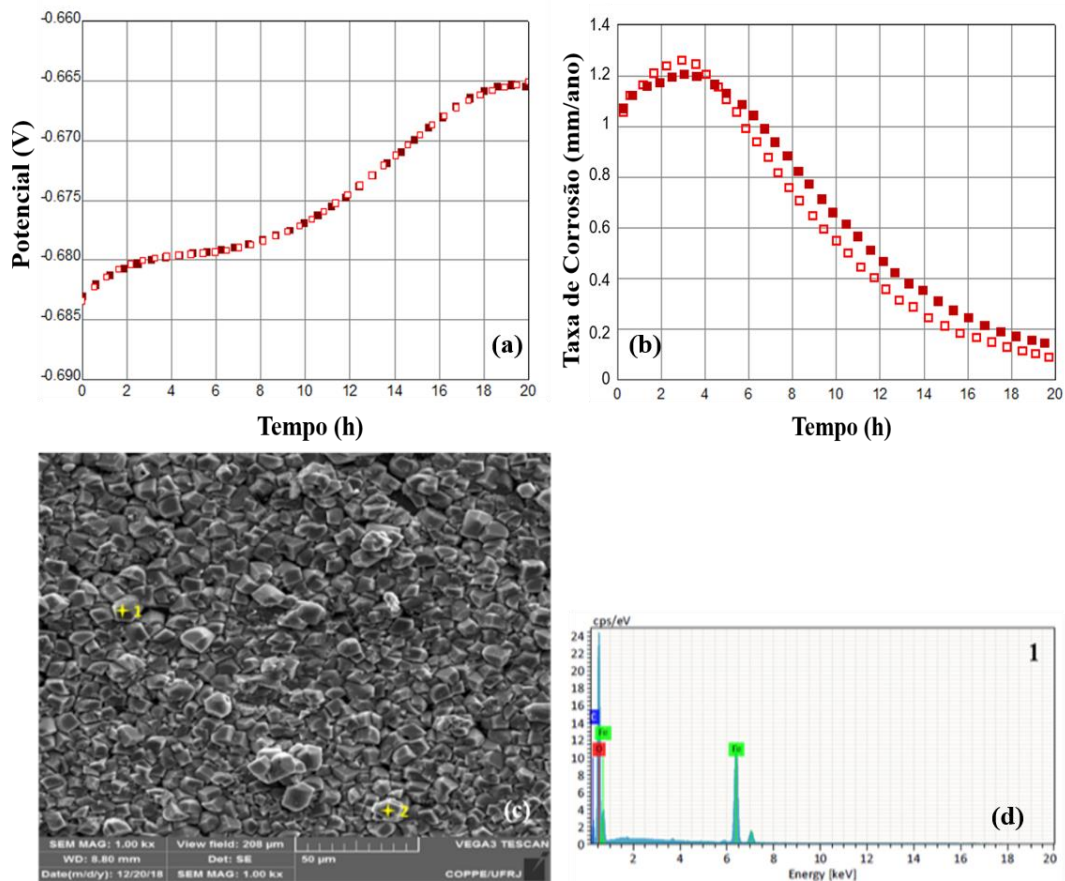 -0.660
-0.665
-0.670
-0.675
-0.680
-0.685
-0.690
Potencial (V)
(a)
0 2 4 6 8 10 12 14 16 18 20
Tempo (h)
1.4
1.2
1
0.8
0.6
0.4
0.2
0
Taxa de Corrosão (mm/ano)
(b)
0 2 4 6 8 10 12 14 16 18 20
Tempo (h)
1
2
(c)
SEM MAG: 1.00 kx View field: 208 µm VEGA3 TESCAN
WD: 8.80 mm Det: SE 50 µm
Date(m/d/y): 12/20/18 SEM MAG: 1.00 kx COPPE/UFRJ
cps/eV
24
22
20
18
16
14
12
10
8
6
4
2
0
1
C
Fe
O
Fe
(d)
2 4 6 8 10 12 14 16 18 20
Energy [keV]